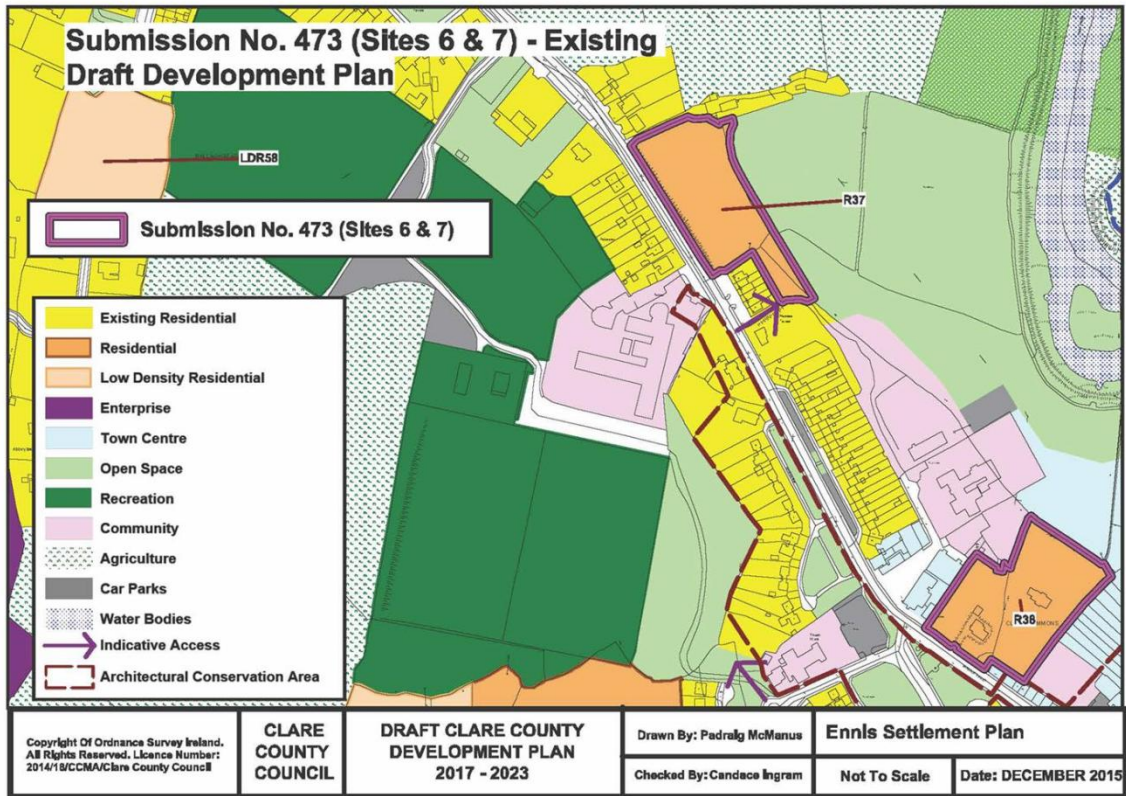 Submission No. 473 (Sites 6 & 7) - Existing
Draft Development Plan
LDR58
R37
Submission No. 473 (Sites 6 & 7)
Existing Residential
Residential
Low Density Residential
Enterprise
Town Centre
Open Space
Recreation
Community
Agriculture
Car Parks
Water Bodies
Indicative Access
Architectural Conservation Area
R38
Copyright Of Ordnance Survey Ireland.
All Rights Reserved. Licence Number:
2014/18/CCMA/Clare County Council
CLARE
COUNTY
COUNCIL
DRAFT CLARE COUNTY
DEVELOPMENT PLAN
2017 - 2023
Drawn By: Padraig McManus
Checked By: Candace Ingram
Ennis Settlement Plan
Not To Scale
Date: DECEMBER 2015